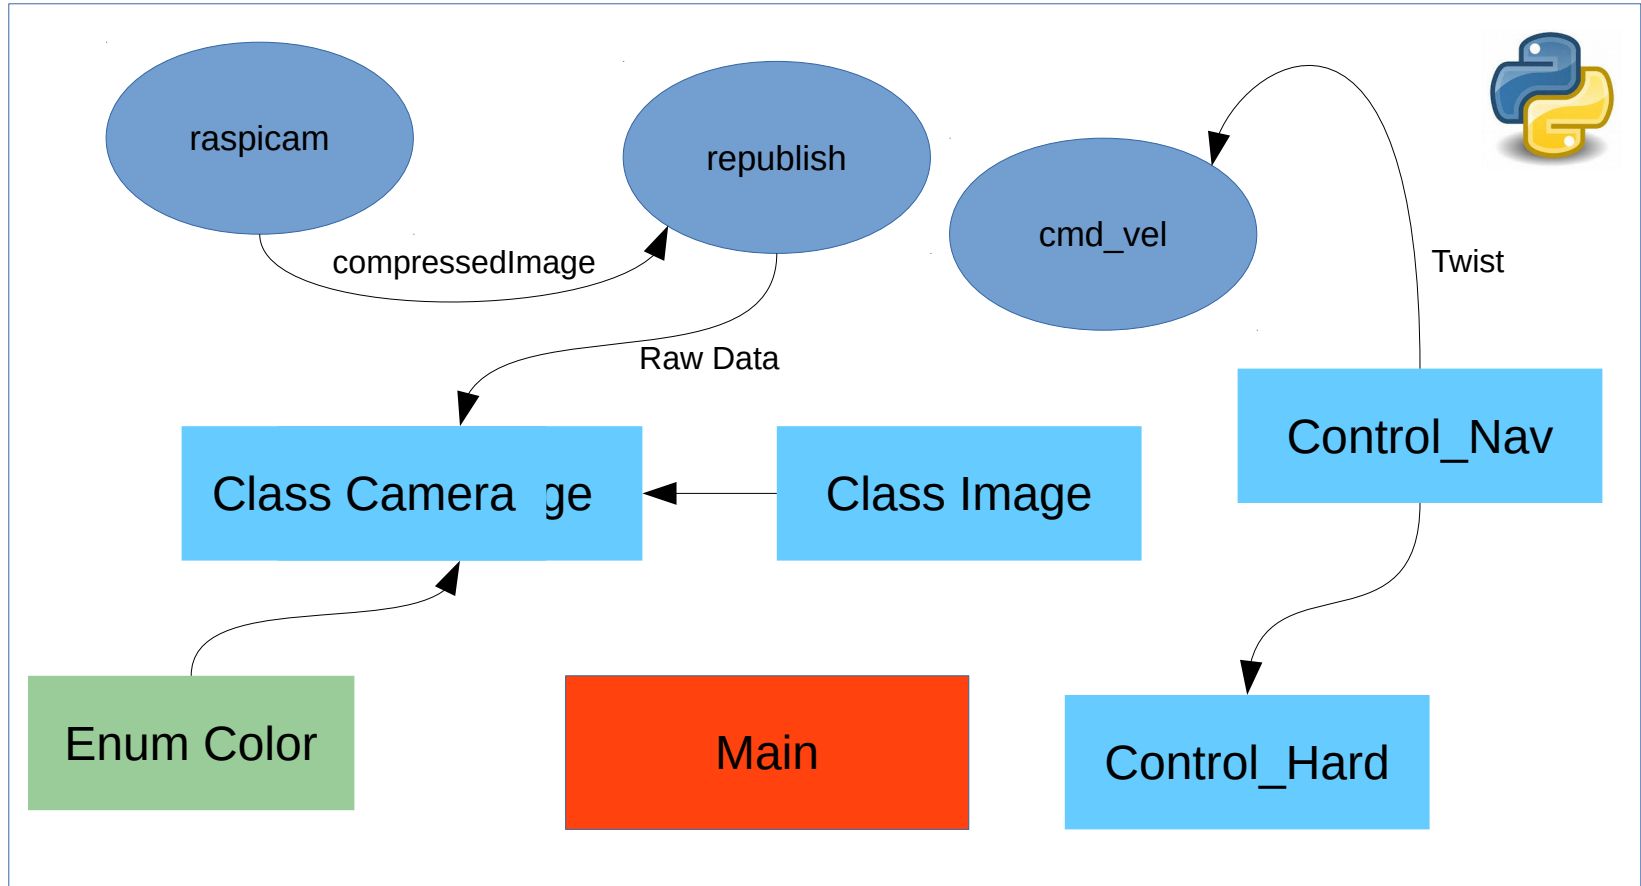 raspicam
republish
cmd_vel
compressedImage
Twist
Raw Data
Control_Nav
Class Camera ge
Class Image
Enum Color
Main
Control_Hard